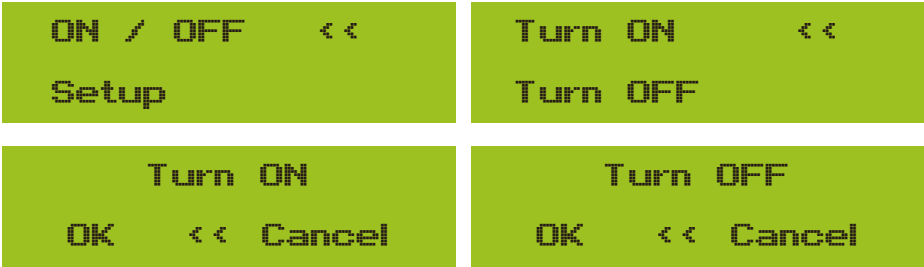 ON / OFF <<
Setup
Turn ON <<
Turn OFF
Turn ON
OK << Cancel
Turn OFF
OK << Cancel